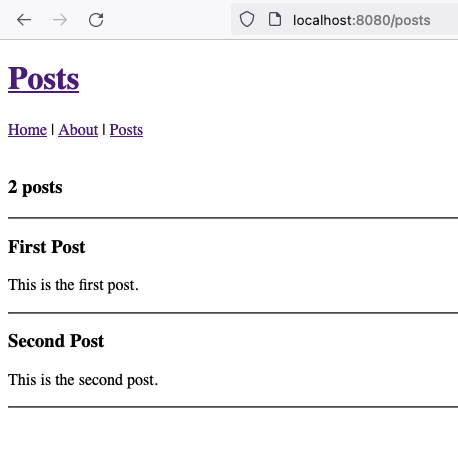 localhost:8080/posts
Posts
Home | About | Posts
2 posts
First Post
This is the first post.
Second Post
This is the second post.